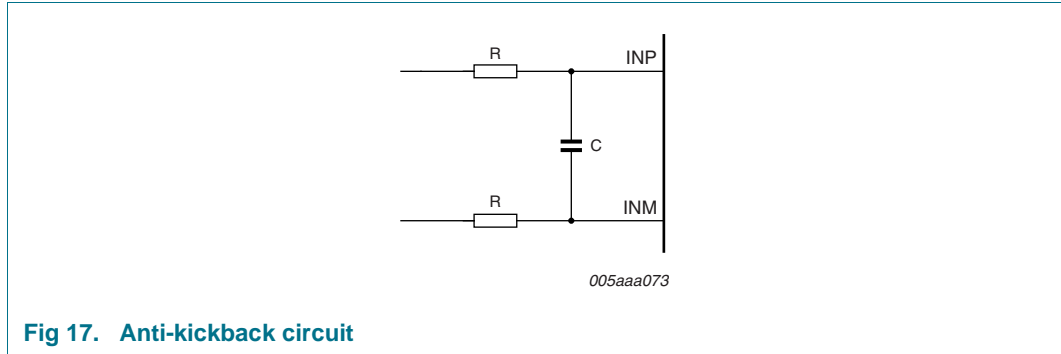 R
INP
C
R
INM
005aaa073
Fig 17. Anti-kickback circuit